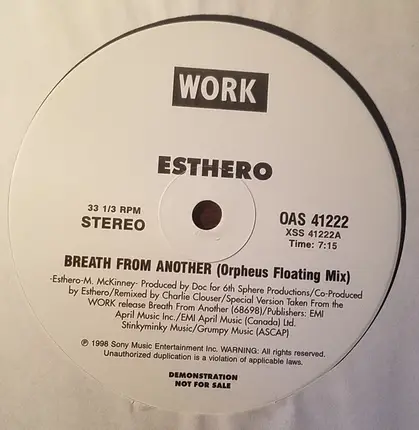 WORK
ESTHERO
33 1/3 RPM
STEREO
OAS 41222
XSS 41222A
Time: 7:15
BREATH FROM ANOTHER (Orpheus Floating Mix)
-Esthero-M. McKinney- Produced by Doc for 6th Sphere Productions/Co-Produced
by Esthero/Remixed by Charlie Clouser/Special Version Taken From the
WORK release Breath From Another (68698)/Publishers: EMI
April Music Inc./EMI April Music (Canada) Ltd.
Stinkyminky Music/Grumpy Music (ASCAP)
℗ 1998 Sony Music Entertainment Inc. WARNING: All rights reserved.
Unauthorized duplication is a violation of applicable laws.
DEMONSTRATION
NOT FOR SALE